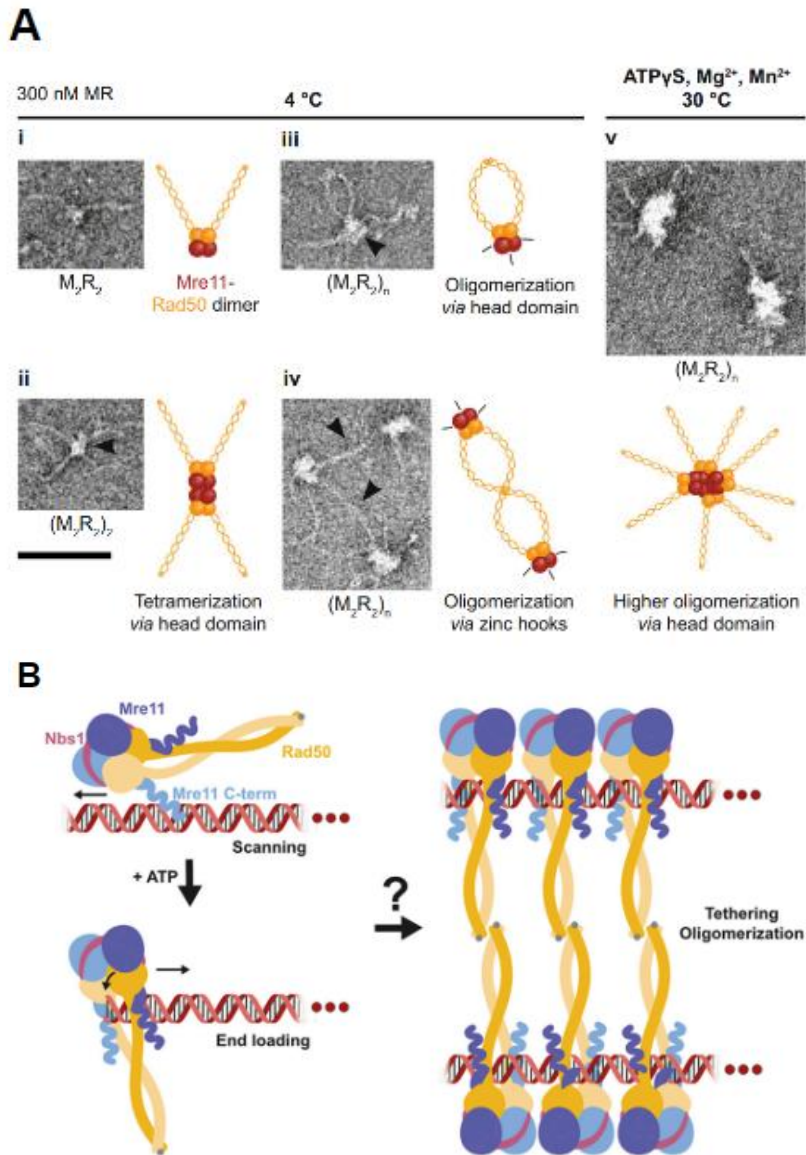 A
300 nM MR
4 °C
ATPγS, Mg²⁺, Mn²⁺
30 °C
i
M₂R₂
Mre11-
Rad50 dimer
iii
(M₂R₂)ₙ
Oligomerization
via head domain
v
(M₂R₂)ₙ
ii
(M₂R₂)₂
Tetramerization
via head domain
iv
(M₂R₂)ₙ
Oligomerization
via zinc hooks
Higher oligomerization
via head domain
B
Mre11
Nbs1
Rad50
Mre11 C-term
Scanning
+ ATP
?
End loading
Tethering
Oligomerization